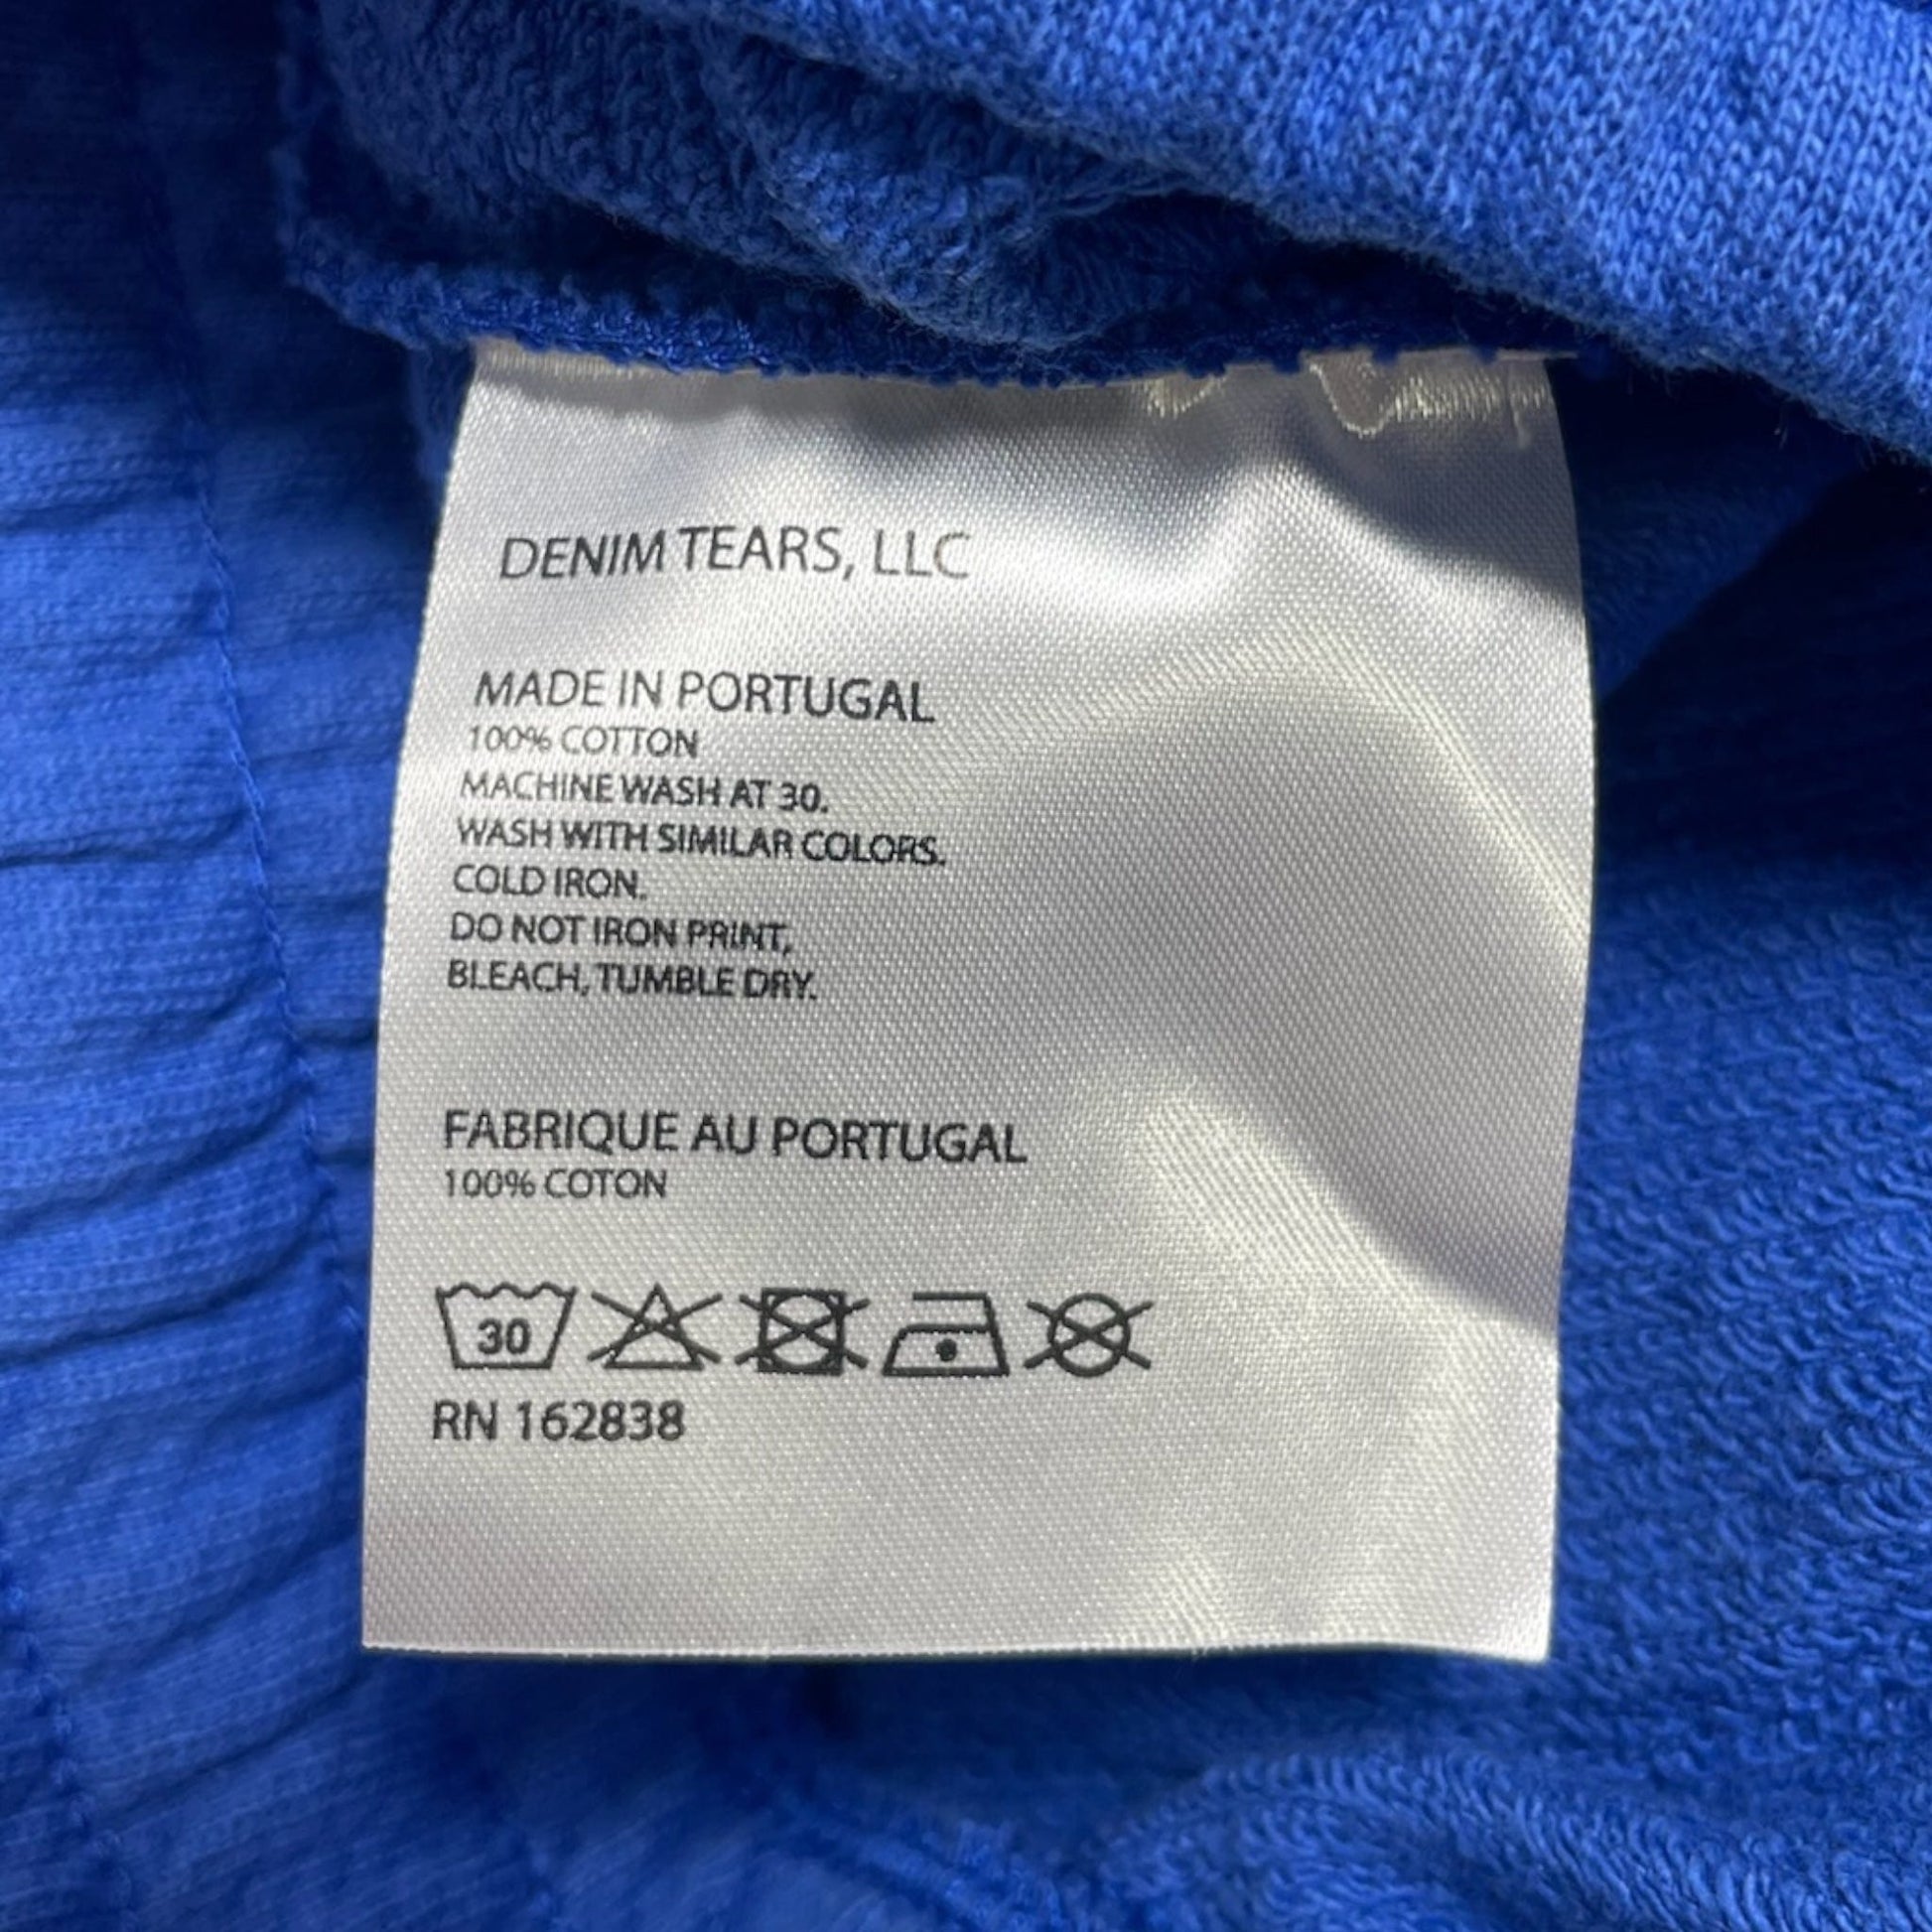 DENIM TEARS, LLC
MADE IN PORTUGAL
100% COTTON
MACHINE WASH AT 30.
WASH WITH SIMILAR COLORS.
COLD IRON.
DO NOT IRON PRINT,
BLEACH, TUMBLE DRY.
FABRIQUE AU PORTUGAL
100% COTON
30
RN 162838